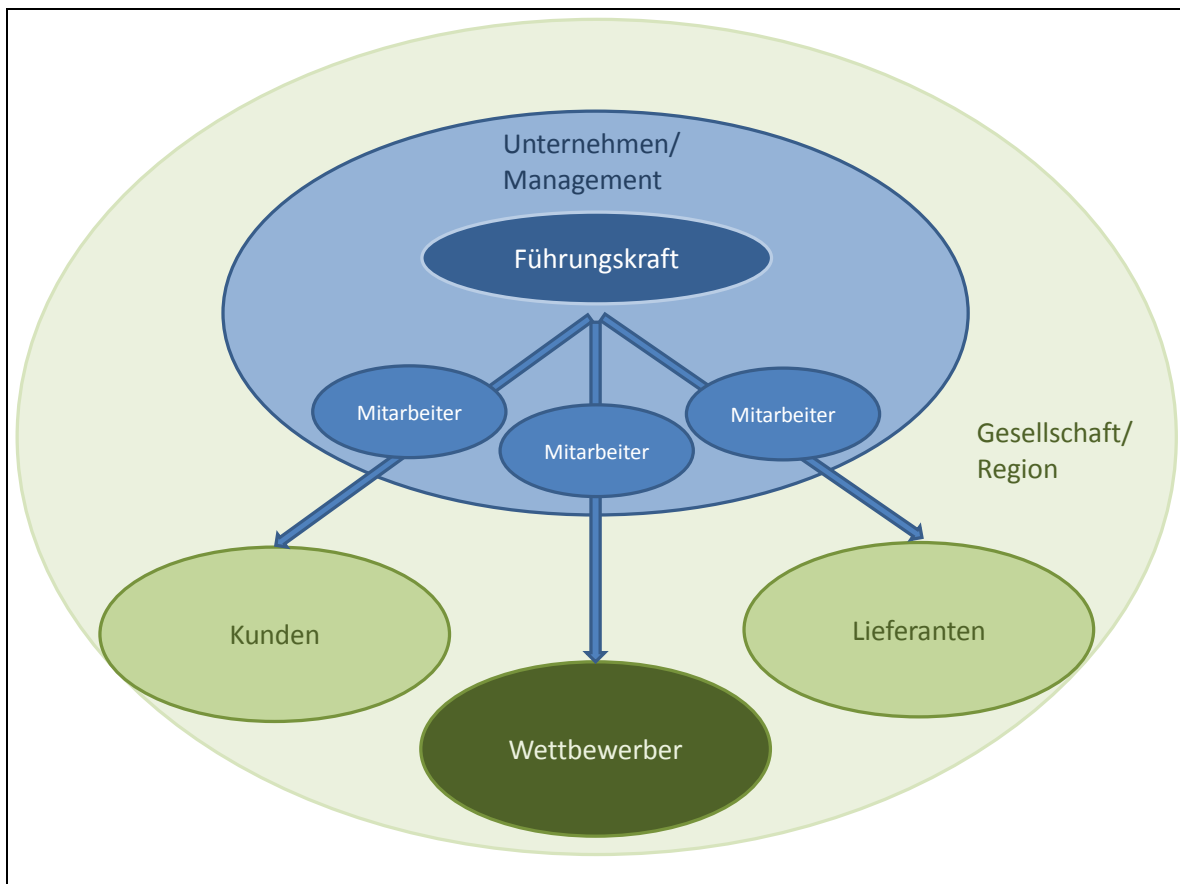 Unternehmen/
Management
Führungskraft
Mitarbeiter
Mitarbeiter
Mitarbeiter
Gesellschaft/
Region
Kunden
Lieferanten
Wettbewerber